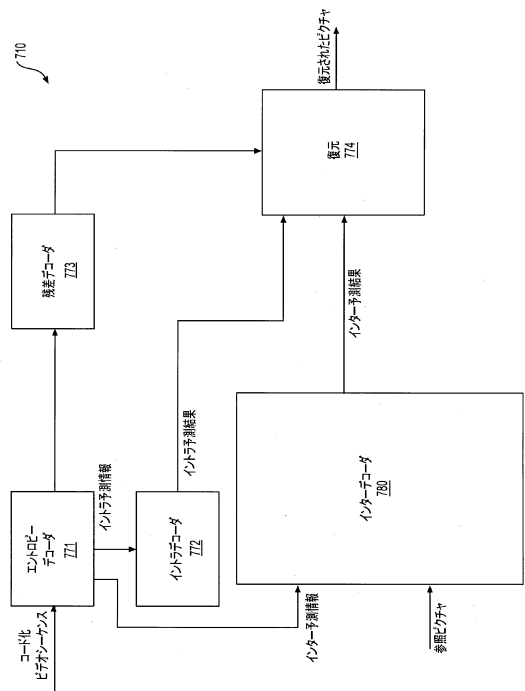 710
コード化
ビデオシーケンス
エントロピー
デコーダ
771
残差デコーダ
773
イントラ予測情報
イントラデコーダ
772
イントラ予測結果
インター予測情報
参照ピクチャ
インターデコーダ
780
インター予測結果
復元
774
復元されたピクチャ